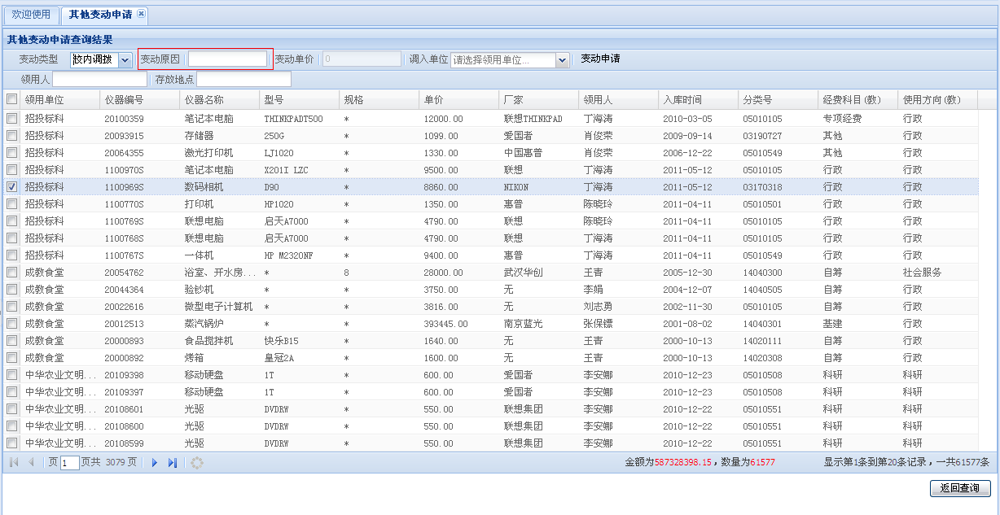 欢迎使用 其他变动申请
其他变动申请查询结果
变动类型 校内调拨 变动原因 变动单价 0 调入单位 请选择领用单位... 变动申请
领用人 存放地点
领用单位 仪器编号 仪器名称 型号 规格 单价 厂家 领用人 入库时间 分类号 经费科目(教) 使用方向(教)
招投标科 20100359 笔记本电脑 THINKPADT500 * 12000.00 联想THINKPAD 丁海涛 2010-03-05 05010105 专项经费 行政
招投标科 20093915 存储器 250G * 1099.00 爱国者 肖俊荣 2009-09-14 03190727 其他 行政
招投标科 20064355 激光打印机 LJ1020 * 1330.00 中国惠普 肖俊荣 2006-12-22 05010549 其他 行政
招投标科 1100970S 笔记本电脑 X201I LZC * 9500.00 联想 丁海涛 2011-05-12 05010105 行政 行政
招投标科 1100969S 数码相机 D90 * 8860.00 NIKON 丁海涛 2011-05-12 03170318 行政 行政
招投标科 1100770S 打印机 HP1020 * 1350.00 惠普 陈晓玲 2011-04-11 05010501 行政 行政
招投标科 1100769S 联想电脑 启天A7000 * 4790.00 联想 陈晓玲 2011-04-11 05010105 行政 行政
招投标科 1100768S 联想电脑 启天A7000 * 4790.00 联想 丁海涛 2011-04-11 05010105 行政 行政
招投标科 1100767S 一体机 HP M2320NF * 9400.00 惠普 丁海涛 2011-04-11 05010549 行政 行政
成教食堂 20054762 浴室、开水房... * 8 28000.00 武汉华创 王青 2005-12-30 14040300 自筹 社会服务
成教食堂 20044364 验钞机 * * 3750.00 无 李娟 2004-12-07 14040505 自筹 行政
成教食堂 20022616 微型电子计算机 * * 3816.00 无 刘志勇 2002-11-30 05010105 自筹 行政
成教食堂 20012513 蒸汽锅炉 * * 393445.00 南京蓝光 张保镖 2001-08-02 14040301 基建 行政
成教食堂 20000893 食品搅拌机 快乐B15 * 1640.00 无 王青 2000-10-13 14020111 自筹 行政
成教食堂 20000892 烤箱 皇冠2A * 1600.00 无 王青 2000-10-13 14020308 自筹 行政
中华农业文明... 20109398 移动硬盘 1T * 600.00 爱国者 李安娜 2010-12-23 05010508 科研 科研
中华农业文明... 20109397 移动硬盘 1T * 600.00 爱国者 李安娜 2010-12-23 05010508 科研 科研
中华农业文明... 20108601 光驱 DVDRW * 550.00 联想集团 李安娜 2010-12-22 05010551 科研 科研
中华农业文明... 20108600 光驱 DVDRW * 550.00 联想集团 李安娜 2010-12-22 05010551 科研 科研
中华农业文明... 20108599 光驱 DVDRW * 550.00 联想集团 李安娜 2010-12-22 05010551 科研 科研
页 1 页共 3079 页 金额为587328398.15，数量为61577 显示第1条到第20条记录，一共61577条
返回查询